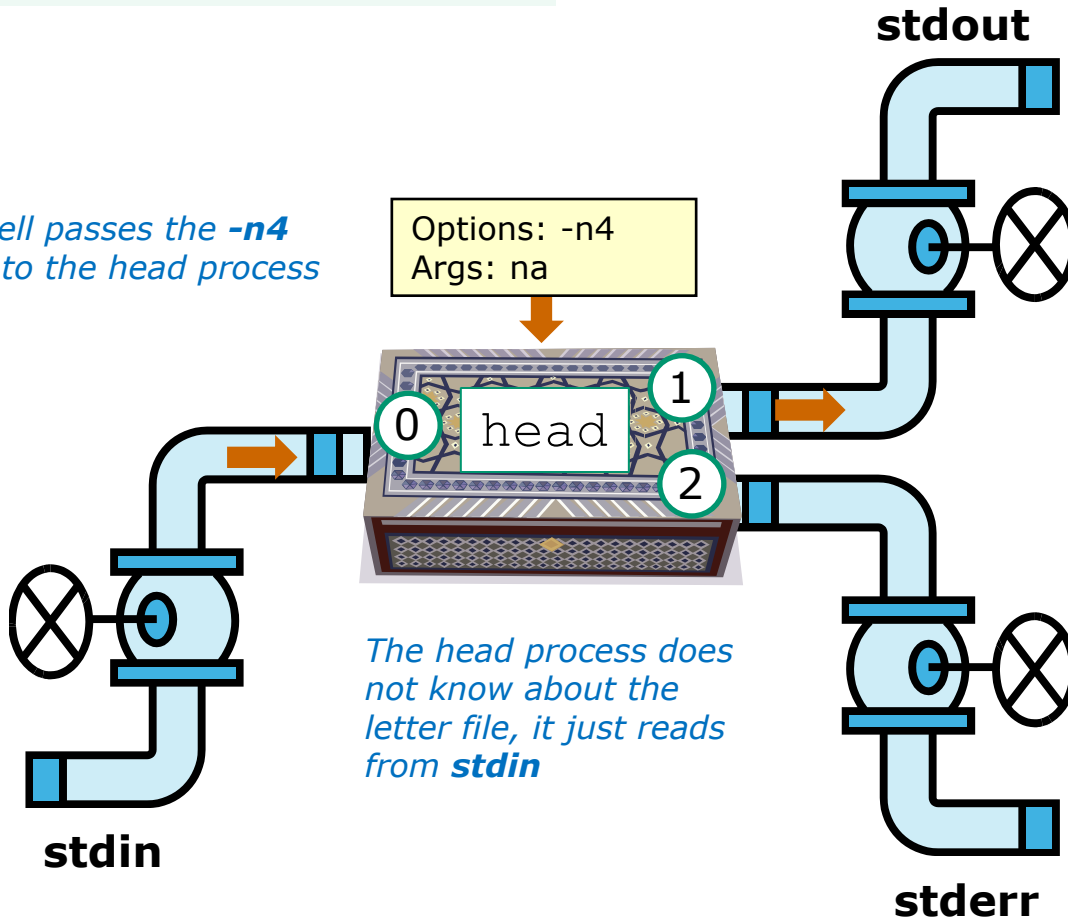 stdout
ell passes the -n4
to the head process
Options: -n4
Args: na
0
head
1
2
The head process does
not know about the
letter file, it just reads
from stdin
stdin
stderr